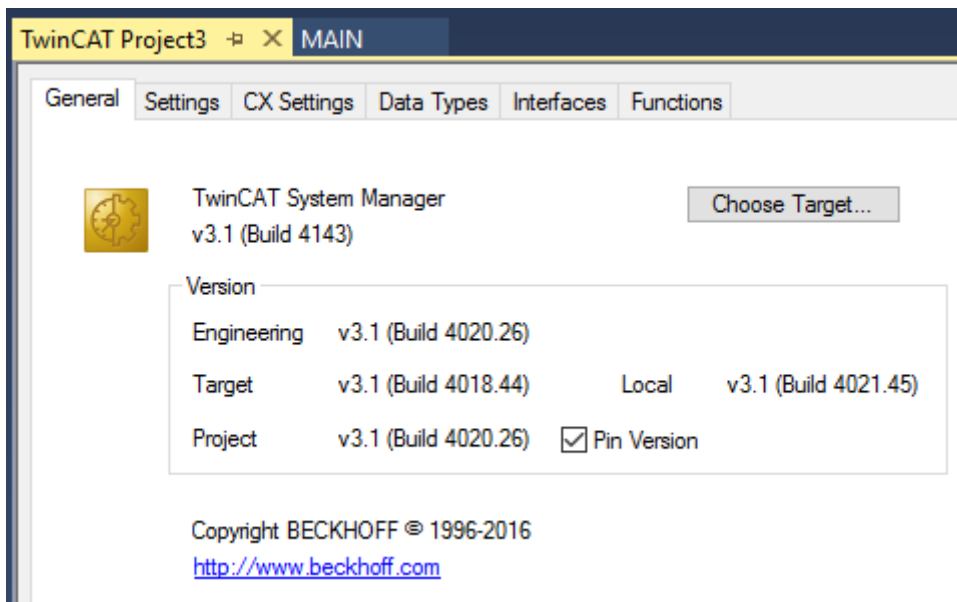 TwinCAT Project3 MAIN
General Settings CX Settings Data Types Interfaces Functions
TwinCAT System Manager Choose Target...
v3.1 (Build 4143)
Version
Engineering v3.1 (Build 4020.26)
Target v3.1 (Build 4018.44) Local v3.1 (Build 4021.45)
Project v3.1 (Build 4020.26) Pin Version
Copyright BECKHOFF © 1996-2016
http://www.beckhoff.com